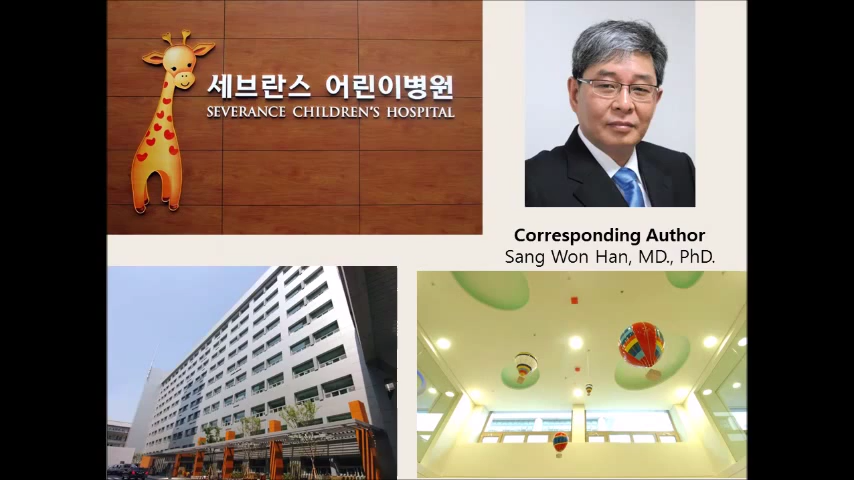 세브란스 어린이병원
SEVERANCE CHILDREN'S HOSPITAL
Corresponding Author
Sang Won Han, MD., PhD.